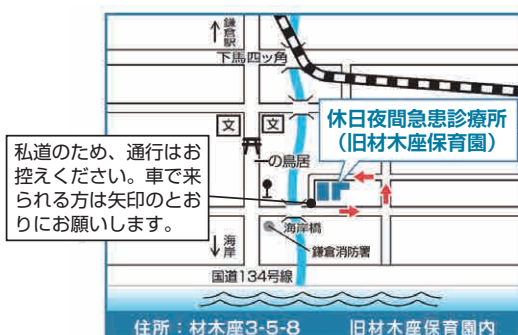 ↑鎌倉駅
下馬四ツ角
文
文
一の鳥居
休日夜間急患診療所
（旧材木座保育園）
私道のため、通行はお
控えください。車で来
られる方は矢印のとお
りにお願いします。
海岸橋
鎌倉消防署
↓海岸
国道134号線
住所：材木座3-5-8　旧材木座保育園内